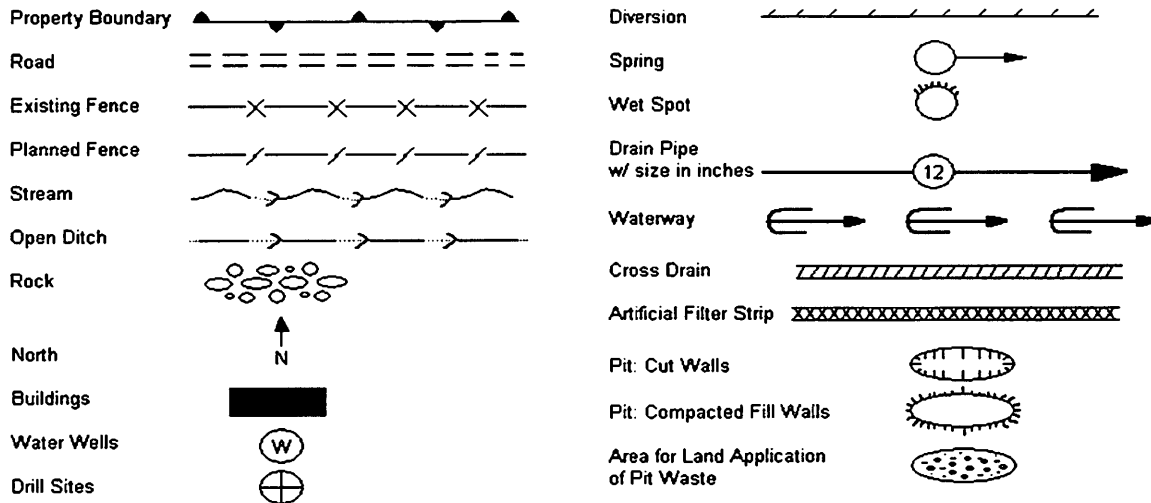 Property Boundary
Road
Existing Fence
Planned Fence
Stream
Open Ditch
Rock
North
N
Buildings
Water Wells
W
Drill Sites
Diversion
Spring
Wet Spot
Drain Pipe
w/ size in inches
12
Waterway
Cross Drain
Artificial Filter Strip
Pit: Cut Walls
Pit: Compacted Fill Walls
Area for Land Application
of Pit Waste